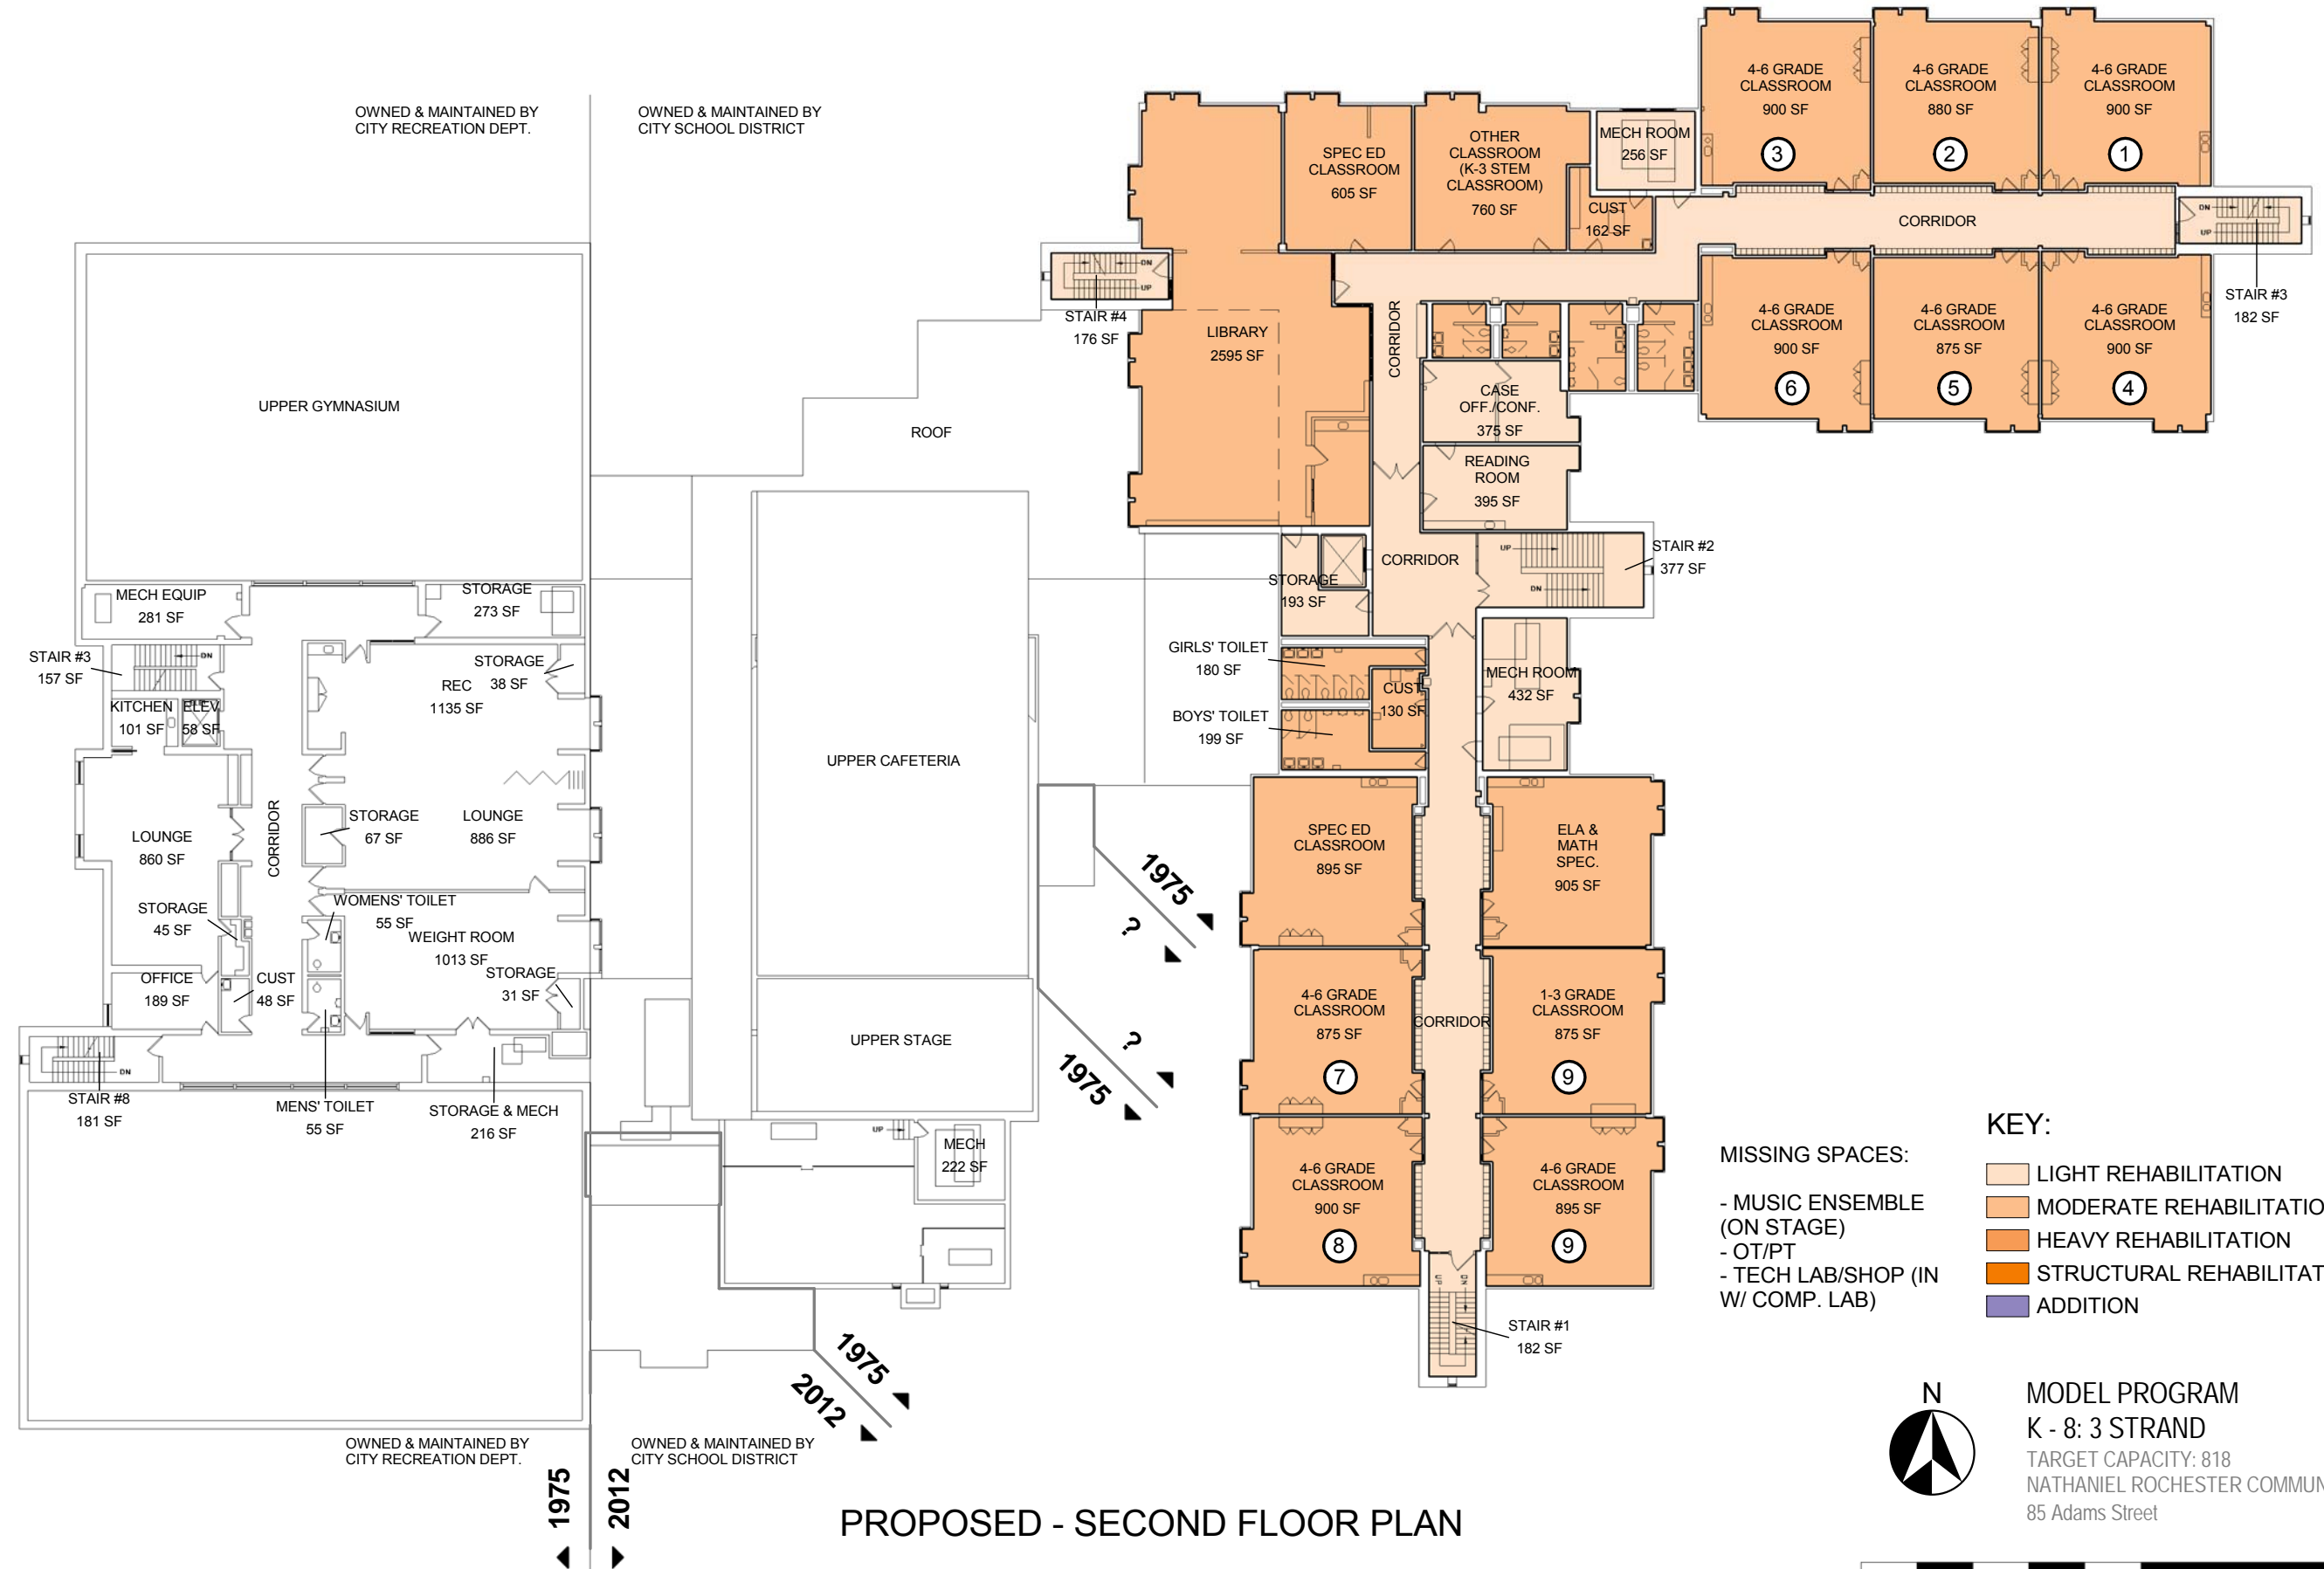 OWNED & MAINTAINED BY
CITY RECREATION DEPT.
OWNED & MAINTAINED BY
CITY SCHOOL DISTRICT
4-6 GRADE
CLASSROOM
900 SF
3
4-6 GRADE
CLASSROOM
880 SF
2
4-6 GRADE
CLASSROOM
900 SF
1
SPEC ED
CLASSROOM
605 SF
OTHER
CLASSROOM
(K-3 STEM
CLASSROOM)
760 SF
MECH ROOM
256 SF
CUST
162 SF
CORRIDOR
DN
UP
STAIR #3
182 SF
DN
UP
STAIR #4
176 SF
LIBRARY
2595 SF
CORRIDOR
4-6 GRADE
CLASSROOM
900 SF
6
4-6 GRADE
CLASSROOM
875 SF
5
4-6 GRADE
CLASSROOM
900 SF
4
CASE
OFF./CONF.
375 SF
READING
ROOM
395 SF
UPPER GYMNASIUM
ROOF
CORRIDOR
UP
DN
STAIR #2
377 SF
STORAGE
193 SF
MECH EQUIP
281 SF
STORAGE
273 SF
STAIR #3
157 SF
DN
STORAGE
38 SF
REC
1135 SF
KITCHEN
101 SF
ELEV
58 SF
GIRLS' TOILET
180 SF
CUST
130 SF
MECH ROOM
432 SF
BOYS' TOILET
199 SF
UPPER CAFETERIA
CORRIDOR
LOUNGE
860 SF
STORAGE
67 SF
LOUNGE
886 SF
SPEC ED
CLASSROOM
895 SF
ELA &
MATH
SPEC.
905 SF
1975
?
STORAGE
45 SF
WOMENS' TOILET
55 SF
WEIGHT ROOM
1013 SF
STORAGE
31 SF
OFFICE
189 SF
CUST
48 SF
4-6 GRADE
CLASSROOM
875 SF
7
CORRIDOR
1-3 GRADE
CLASSROOM
875 SF
9
UPPER STAGE
?
1975
DN
STAIR #8
181 SF
MENS' TOILET
55 SF
STORAGE & MECH
216 SF
UP
MECH
222 SF
4-6 GRADE
CLASSROOM
900 SF
8
4-6 GRADE
CLASSROOM
895 SF
9
UP
DN
STAIR #1
182 SF
MISSING SPACES:
- MUSIC ENSEMBLE
(ON STAGE)
- OT/PT
- TECH LAB/SHOP (IN
W/ COMP. LAB)
KEY:
LIGHT REHABILITATION
MODERATE REHABILITATIO
HEAVY REHABILITATION
STRUCTURAL REHABILITAT
ADDITION
1975
2012
OWNED & MAINTAINED BY
CITY RECREATION DEPT.
OWNED & MAINTAINED BY
CITY SCHOOL DISTRICT
1975
2012
N
MODEL PROGRAM
K - 8: 3 STRAND
TARGET CAPACITY: 818
NATHANIEL ROCHESTER COMMUN
85 Adams Street
PROPOSED - SECOND FLOOR PLAN